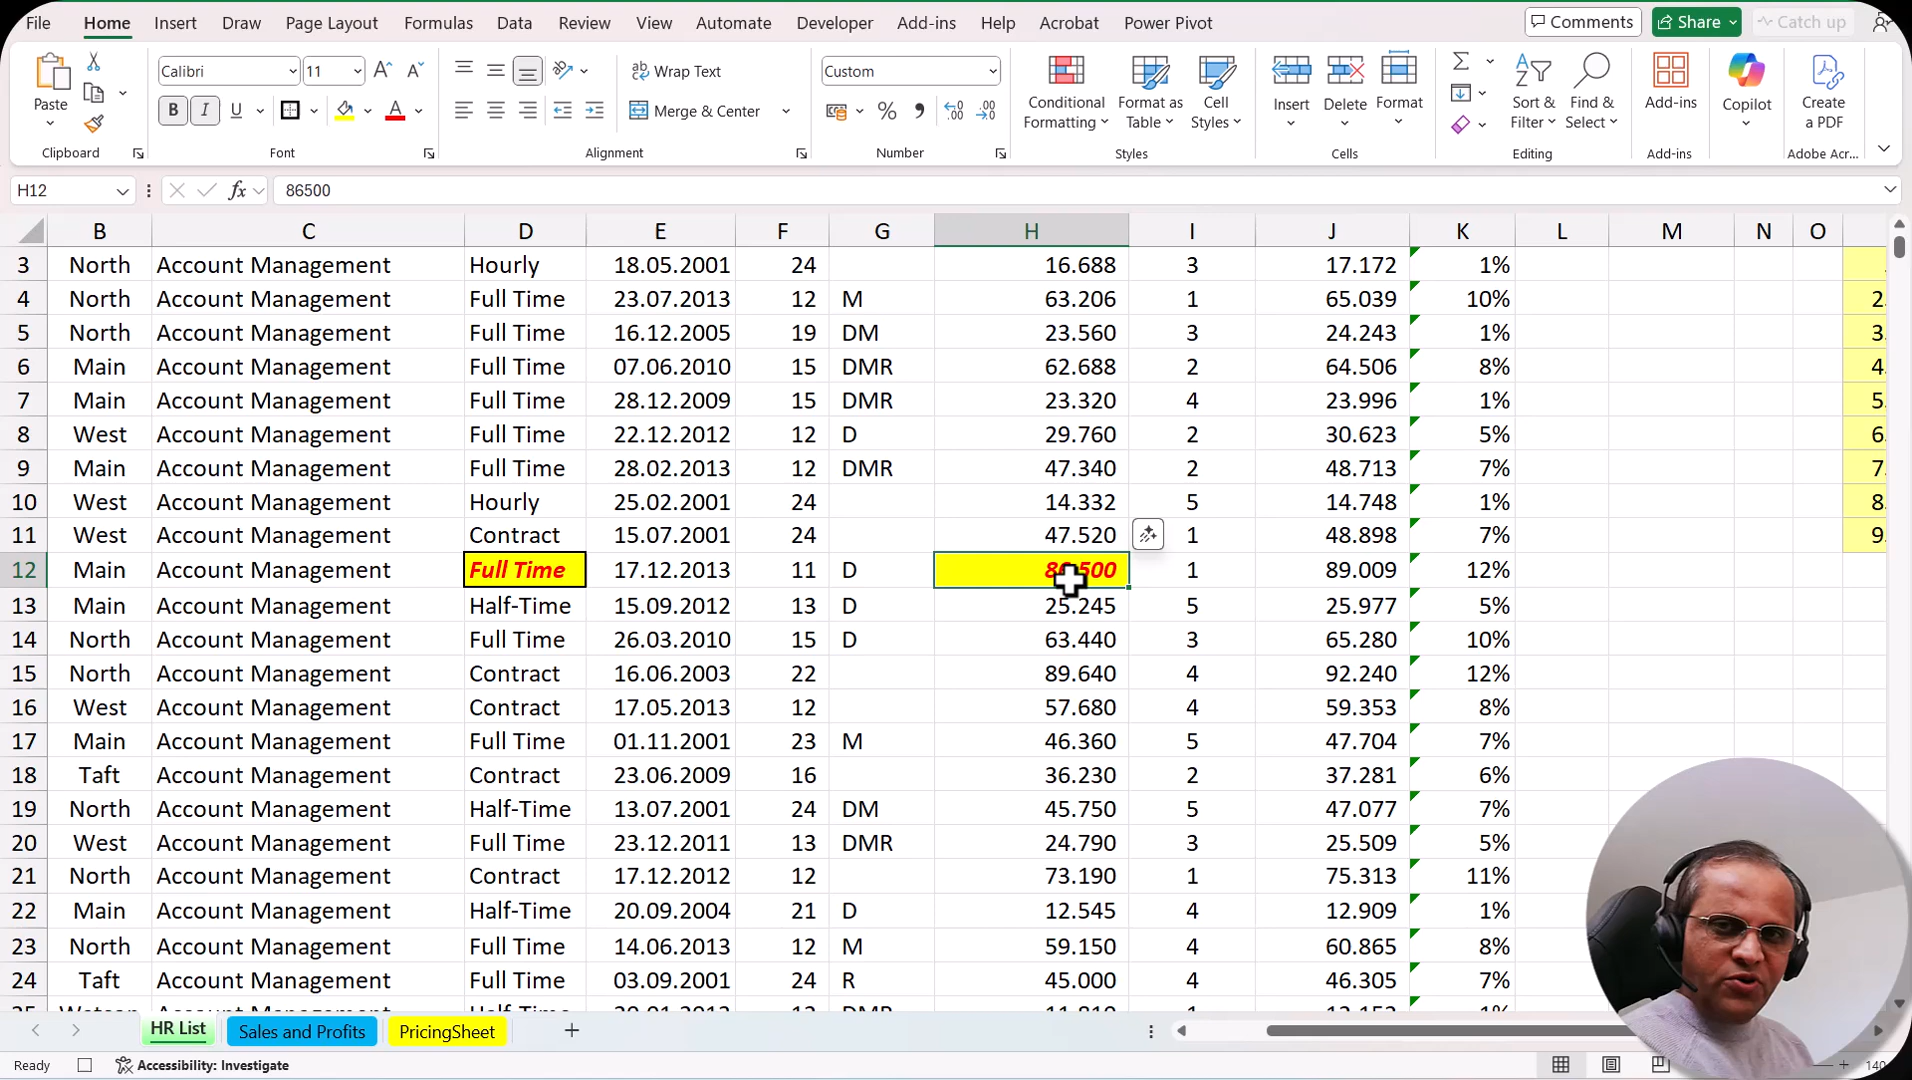 File Home Insert Draw Page Layout Formulas Data Review View Automate Developer Add-ins Help Acrobat Power Pivot Comments Share Catch up
Calibri 11 Wrap Text Custom
Paste B I U A Merge & Center % Conditional Formatting Format as Table Cell Styles Insert Delete Format Sort & Filter Find & Select Add-ins Copilot Create a PDF
Clipboard Font Alignment Number Styles Cells Editing Add-ins Adobe Acr...
H12 fx 86500
B C D E F G H I J K L M N O
3 North Account Management Hourly 18.05.2001 24 16.688 3 17.172 1%
4 North Account Management Full Time 23.07.2013 12 M 63.206 1 65.039 10% 2.
5 North Account Management Full Time 16.12.2005 19 DM 23.560 3 24.243 1% 3.
6 Main Account Management Full Time 07.06.2010 15 DMR 62.688 2 64.506 8% 4.
7 Main Account Management Full Time 28.12.2009 15 DMR 23.320 4 23.996 1% 5.
8 West Account Management Full Time 22.12.2012 12 D 29.760 2 30.623 5% 6.
9 Main Account Management Full Time 28.02.2013 12 DMR 47.340 2 48.713 7% 7.
10 West Account Management Hourly 25.02.2001 24 14.332 5 14.748 1% 8.
11 West Account Management Contract 15.07.2001 24 47.520 1 48.898 7% 9.
12 Main Account Management Full Time 17.12.2013 11 D 86.500 1 89.009 12%
13 Main Account Management Half-Time 15.09.2012 13 D 25.245 5 25.977 5%
14 North Account Management Full Time 26.03.2010 15 D 63.440 3 65.280 10%
15 North Account Management Contract 16.06.2003 22 89.640 4 92.240 12%
16 West Account Management Contract 17.05.2013 12 57.680 4 59.353 8%
17 Main Account Management Full Time 01.11.2001 23 M 46.360 5 47.704 7%
18 Taft Account Management Contract 23.06.2009 16 36.230 2 37.281 6%
19 North Account Management Half-Time 13.07.2001 24 DM 45.750 5 47.077 7%
20 West Account Management Full Time 23.12.2011 13 DMR 24.790 3 25.509 5%
21 North Account Management Contract 17.12.2012 12 73.190 1 75.313 11%
22 Main Account Management Half-Time 20.09.2004 21 D 12.545 4 12.909 1%
23 North Account Management Full Time 14.06.2013 12 M 59.150 4 60.865 8%
24 Taft Account Management Full Time 03.09.2001 24 R 45.000 4 46.305 7%
HR List Sales and Profits PricingSheet
Ready Accessibility: Investigate